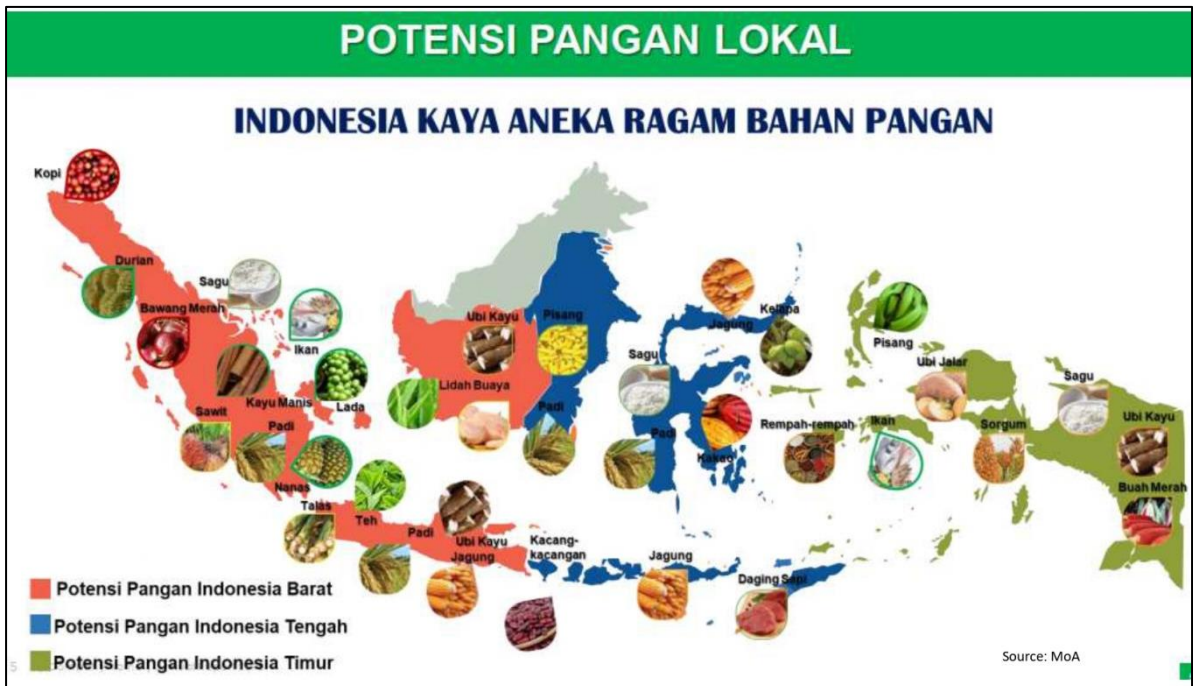 POTENSI PANGAN LOKAL
INDONESIA KAYA ANEKA RAGAM BAHAN PANGAN
Kopi
Durian
Sagu
Bawang Merah
Ikan
Kayu Manis
Lada
Sawit
Padi
Nanas
Talas
Teh
Padi
Ubi Kayu
Jagung
Ubi Kayu
Pisang
Lidah Buaya
Padi
Sagu
Jagung
Kelapa
Padi
Kakao
Kacang-
kacangan
Jagung
Daging Sapi
Pisang
Ubi Jalar
Rempah-rempah
Ikan
Sorgum
Sagu
Ubi Kayu
Buah Merah
Potensi Pangan Indonesia Barat
Potensi Pangan Indonesia Tengah
Potensi Pangan Indonesia Timur
5
Source: MoA